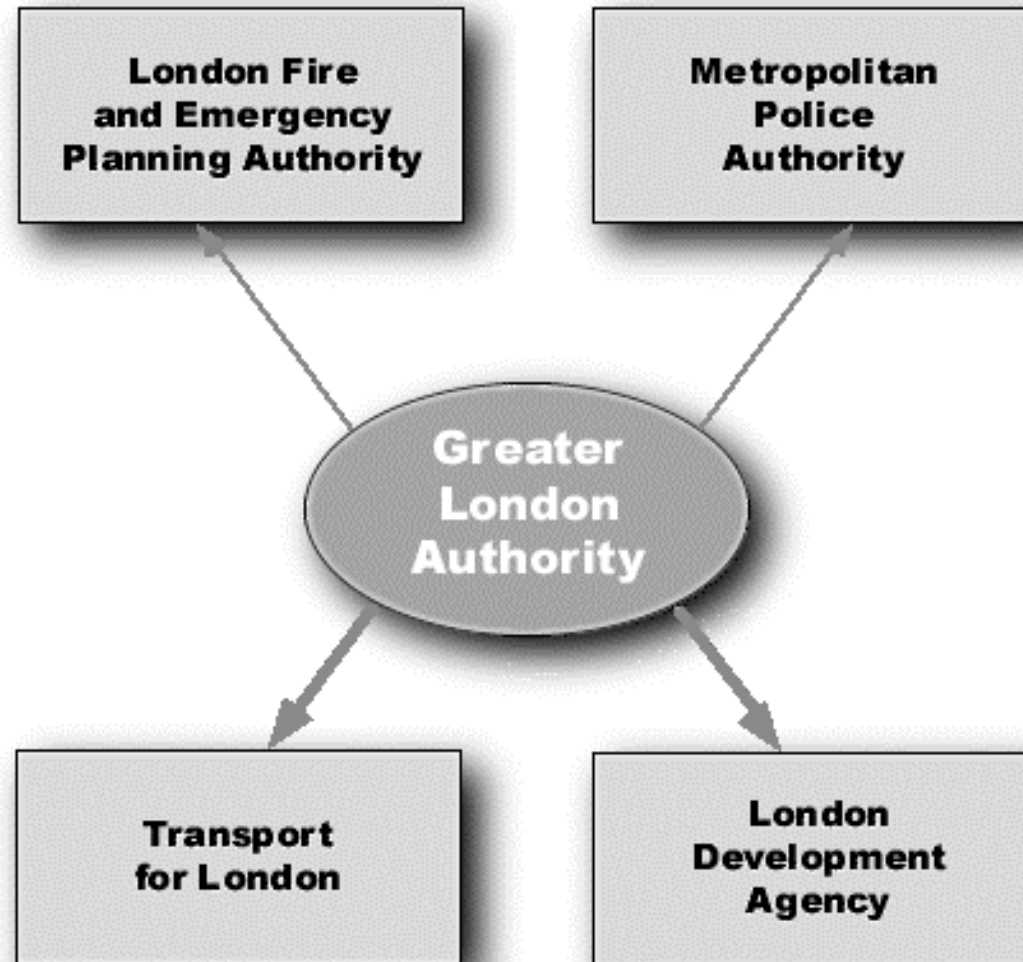 London Fire
and Emergency
Planning Authority
Metropolitan
Police
Authority
Greater
London
Authority
Transport
for London
London
Development
Agency